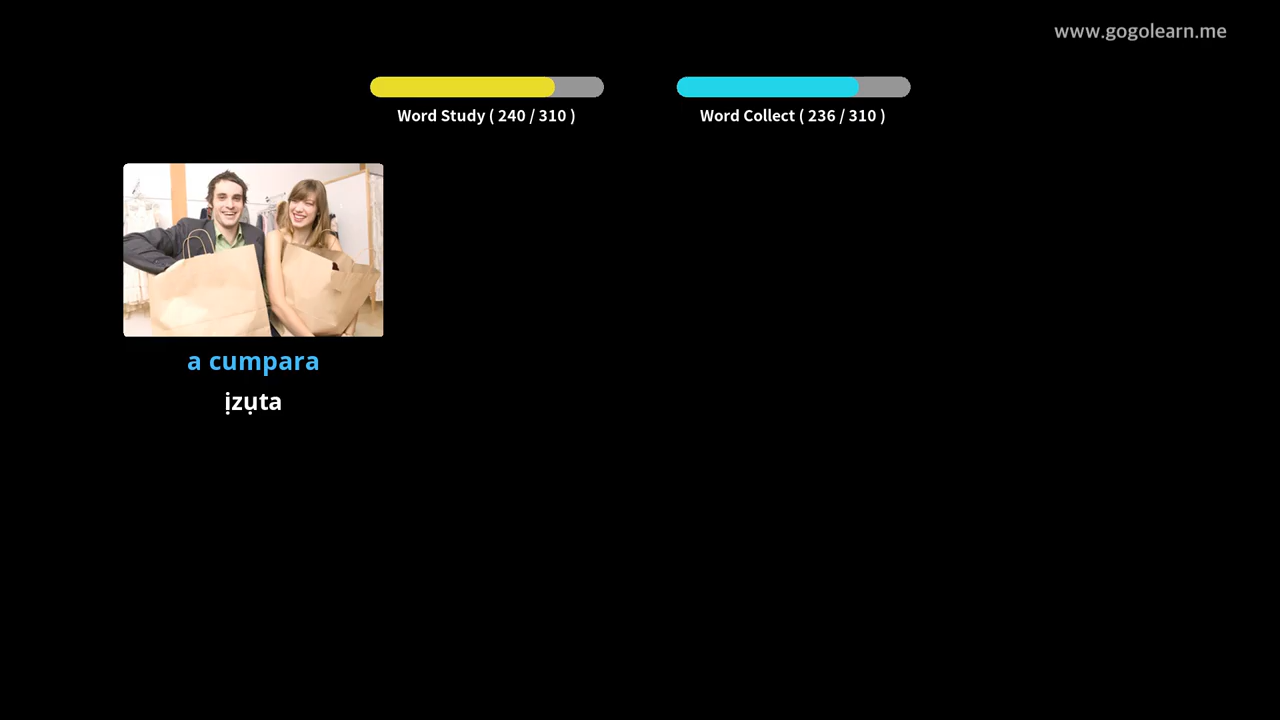 www.gogolearn.me
Word Study ( 240 / 310 )
Word Collect ( 236 / 310 )
a cumpara
ịzụta